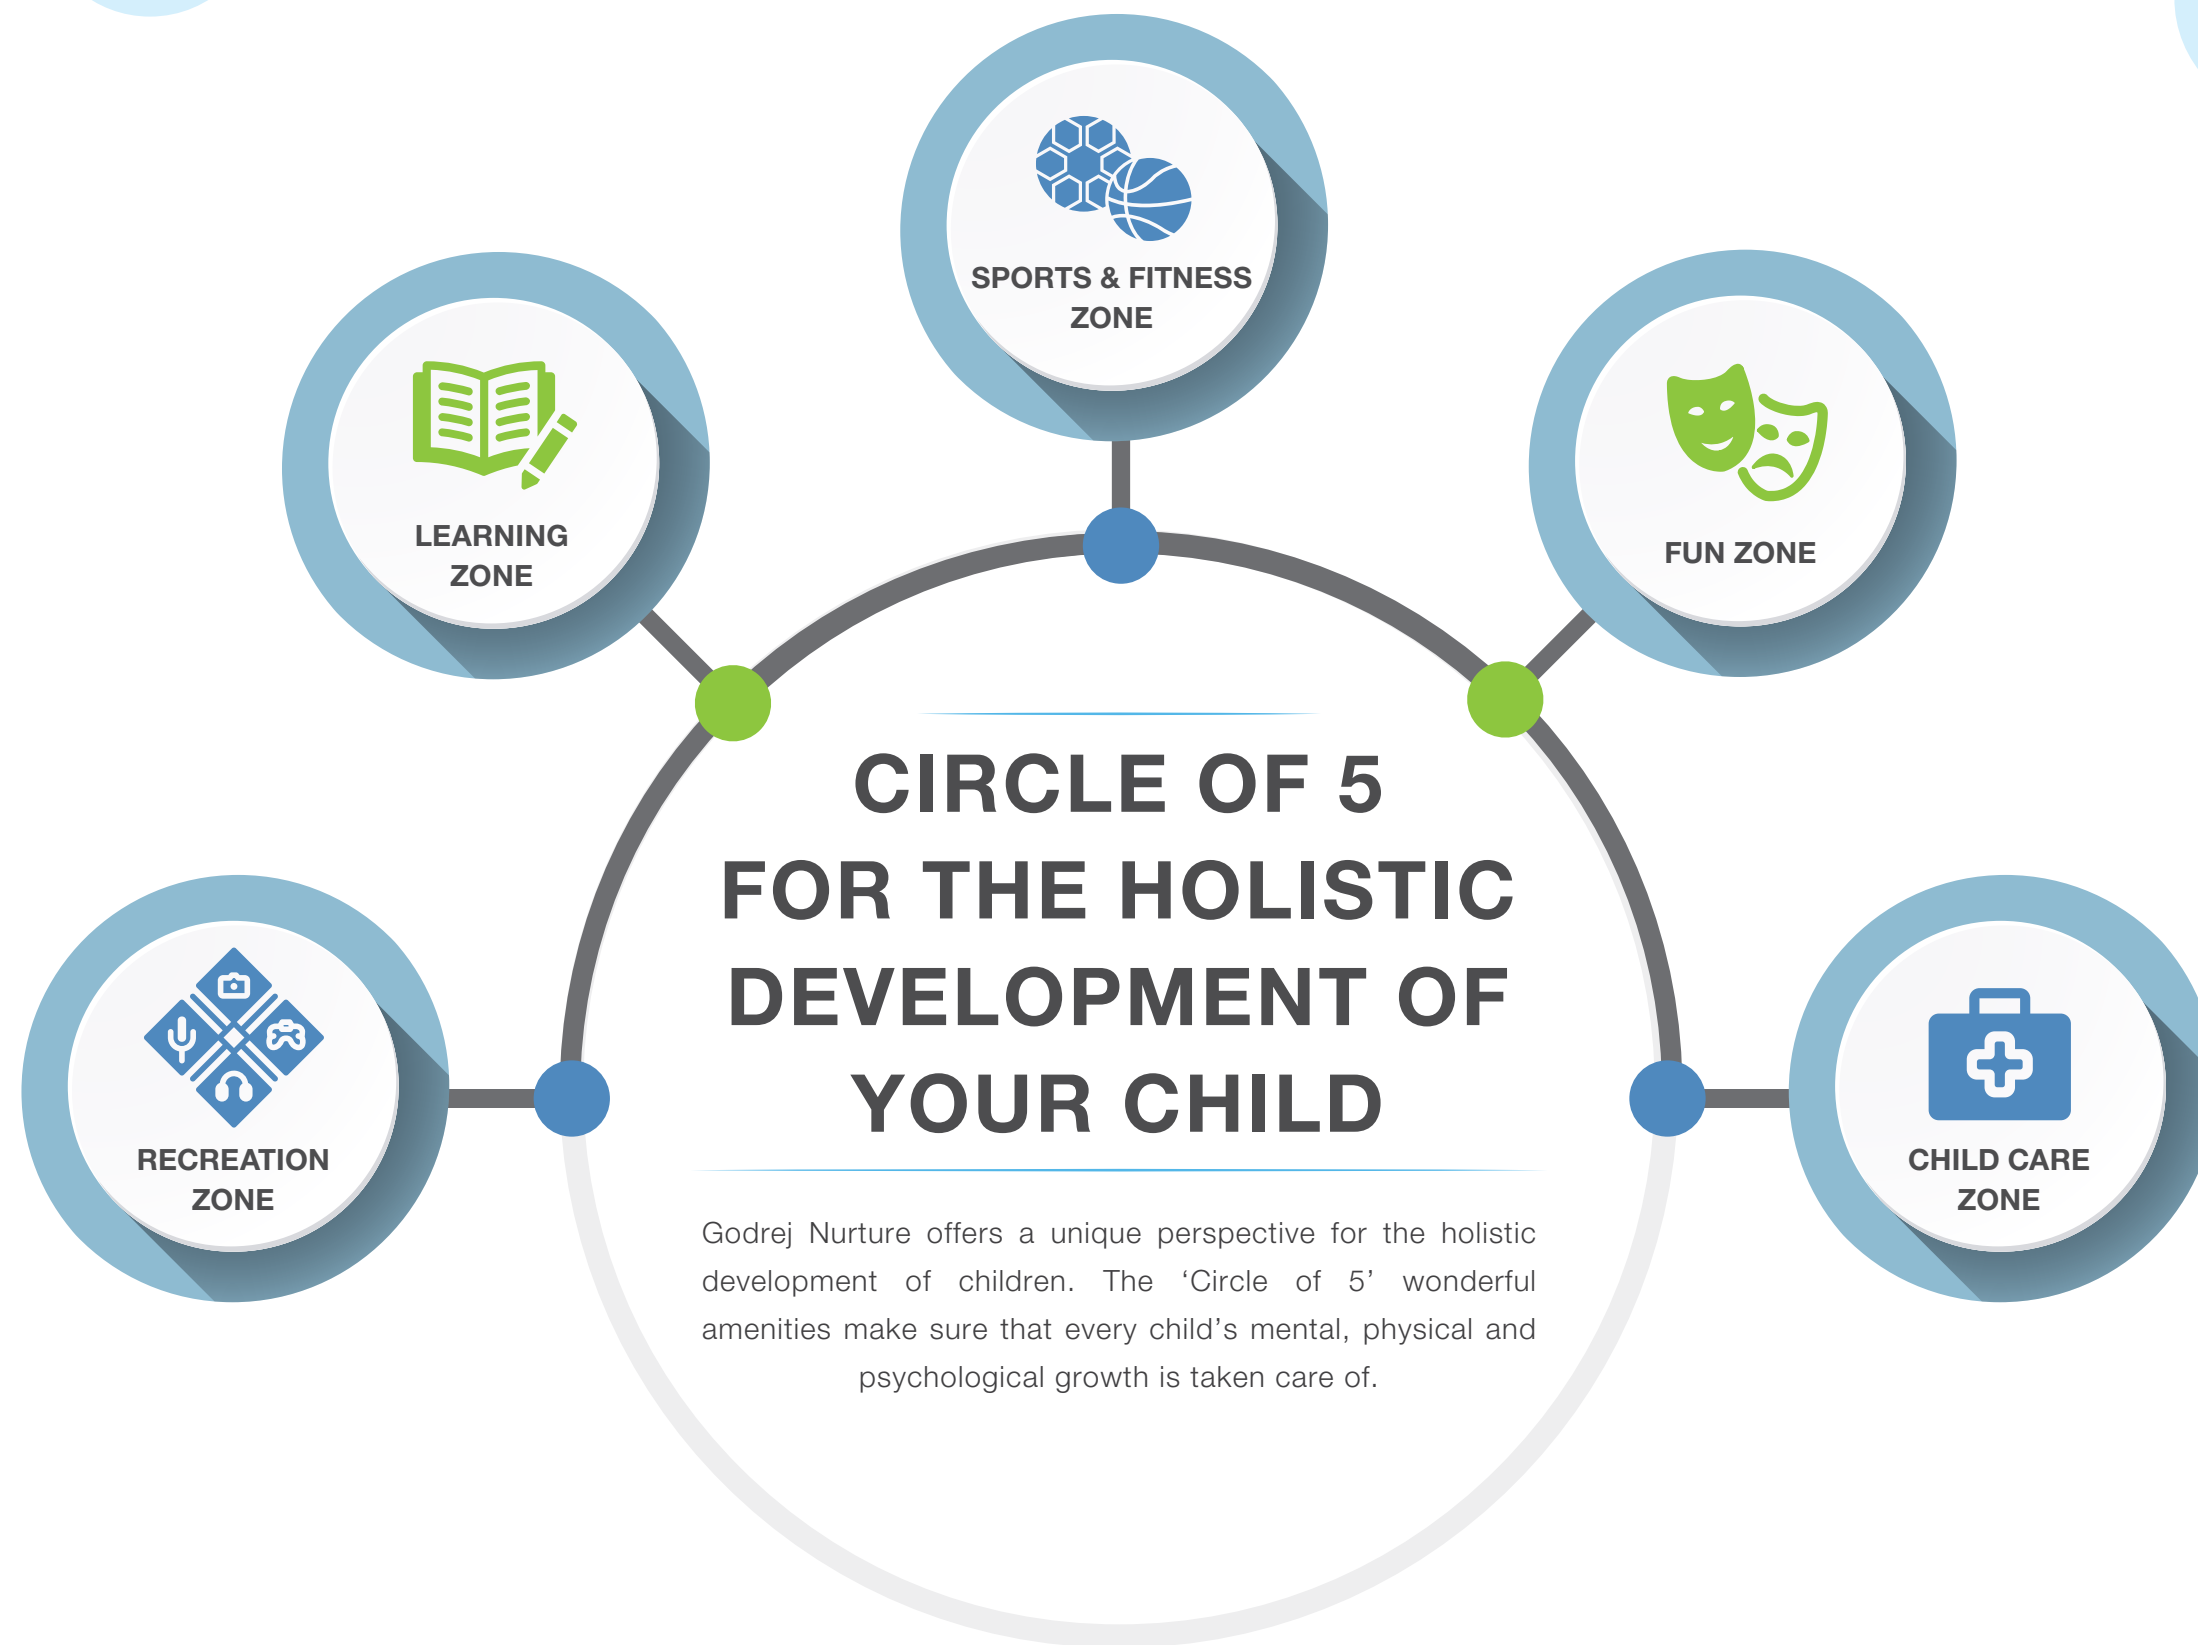 SPORTS & FITNESS
ZONE
LEARNING
ZONE
FUN ZONE
CIRCLE OF 5
FOR THE HOLISTIC
DEVELOPMENT OF
YOUR CHILD
RECREATION
ZONE
CHILD CARE
ZONE
Godrej Nurture offers a unique perspective for the holistic
development of children. The ‘Circle of 5’ wonderful
amenities make sure that every child’s mental, physical and
psychological growth is taken care of.